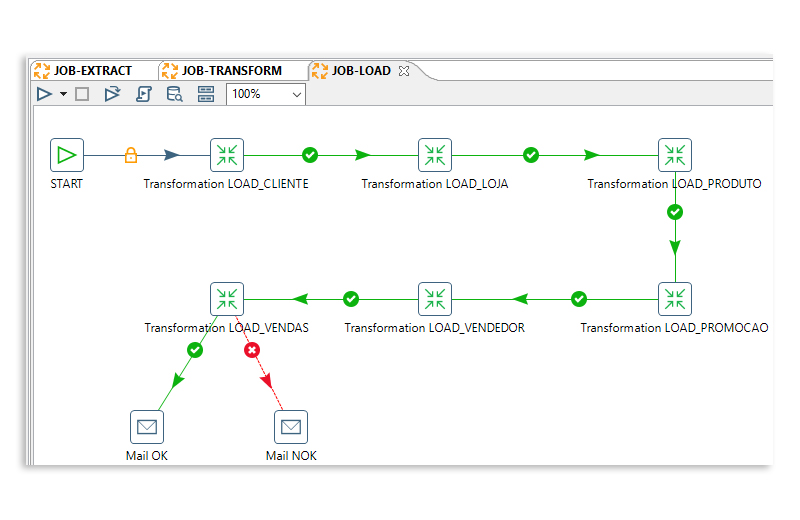 JOB-EXTRACT JOB-TRANSFORM JOB-LOAD
100%
START Transformation LOAD_CLIENTE Transformation LOAD_LOJA Transformation LOAD_PRODUTO
Transformation LOAD_VENDAS Transformation LOAD_VENDEDOR Transformation LOAD_PROMOCAO
Mail OK Mail NOK